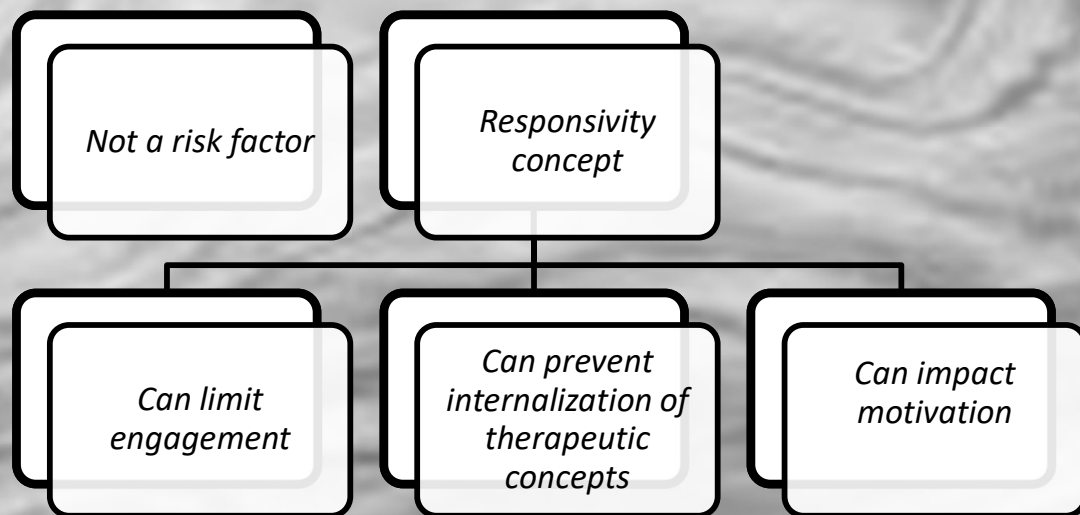 Not a risk factor
Responsivity
concept
Can limit
engagement
Can prevent
internalization of
therapeutic
concepts
Can impact
motivation